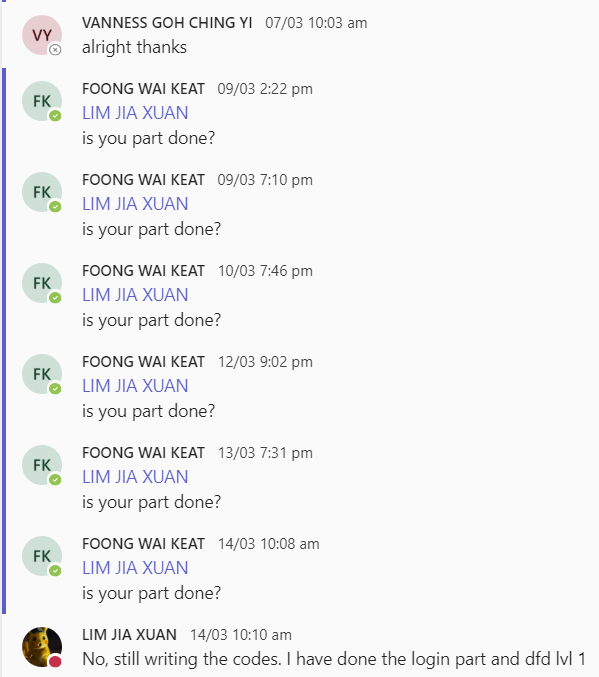 VY VANNESS GOH CHING YI 07/03 10:03 am
alright thanks
FK FOONG WAI KEAT 09/03 2:22 pm
LIM JIA XUAN
is you part done?
FK FOONG WAI KEAT 09/03 7:10 pm
LIM JIA XUAN
is your part done?
FK FOONG WAI KEAT 10/03 7:46 pm
LIM JIA XUAN
is your part done?
FK FOONG WAI KEAT 12/03 9:02 pm
LIM JIA XUAN
is you part done?
FK FOONG WAI KEAT 13/03 7:31 pm
LIM JIA XUAN
is your part done?
FK FOONG WAI KEAT 14/03 10:08 am
LIM JIA XUAN
is your part done?
LIM JIA XUAN 14/03 10:10 am
No, still writing the codes. I have done the login part and dfd lvl 1